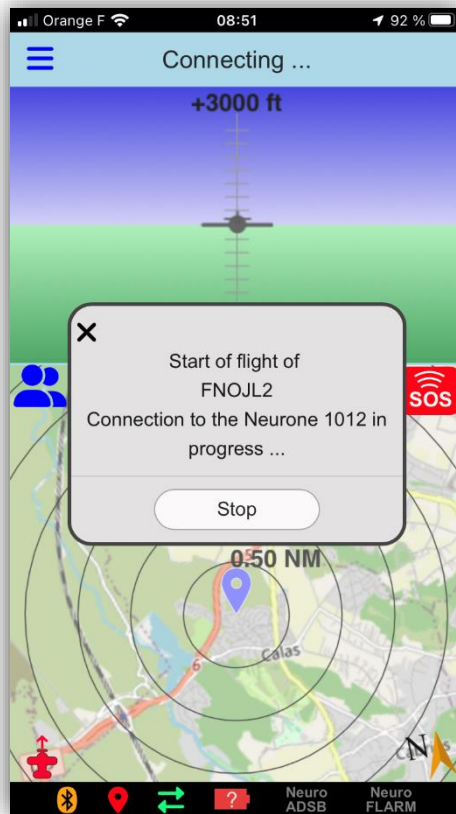 Orange F 08:51 92 %
Connecting ...
+3000 ft
Start of flight of
FNOJL2
Connection to the Neurone 1012 in
progress ...
Stop
SOS
0.50 NM
6
Calas
N
?
Neuro
ADSB
Neuro
FLARM